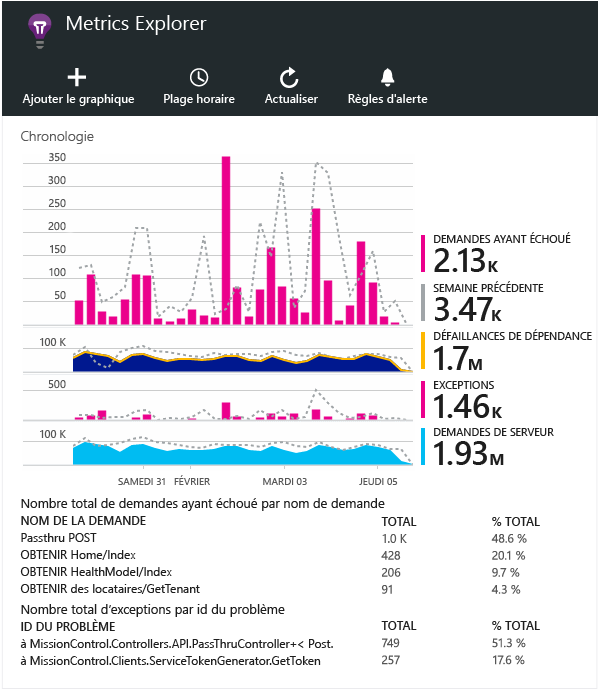 Metrics Explorer
Ajouter le graphique
Plage horaire
Actualiser
Règles d'alerte
Chronologie
350
300
250
200
150
100
50
100 K
500
100 K
SAMEDI 31
FÉVRIER
MARDI 03
JEUDI 05
DEMANDES AYANT ÉCHOUÉ
2.13K
SEMAINE PRÉCÉDENTE
3.47K
DÉFAILLANCES DE DÉPENDANCE
1.7M
EXCEPTIONS
1.46K
DEMANDES DE SERVEUR
1.93M
Nombre total de demandes ayant échoué par nom de demande
NOM DE LA DEMANDE TOTAL % TOTAL
Passthru POST 1.0 K 48.6 %
OBTENIR Home/Index 428 20.1 %
OBTENIR HealthModel/Index 206 9.7 %
OBTENIR des locataires/GetTenant 91 4.3 %
Nombre total d'exceptions par id du problème
ID DU PROBLÈME TOTAL % TOTAL
à MissionControl.Controllers.API.PassThruController+< Post. 749 51.3 %
à MissionControl.Clients.ServiceTokenGenerator.GetToken 257 17.6 %